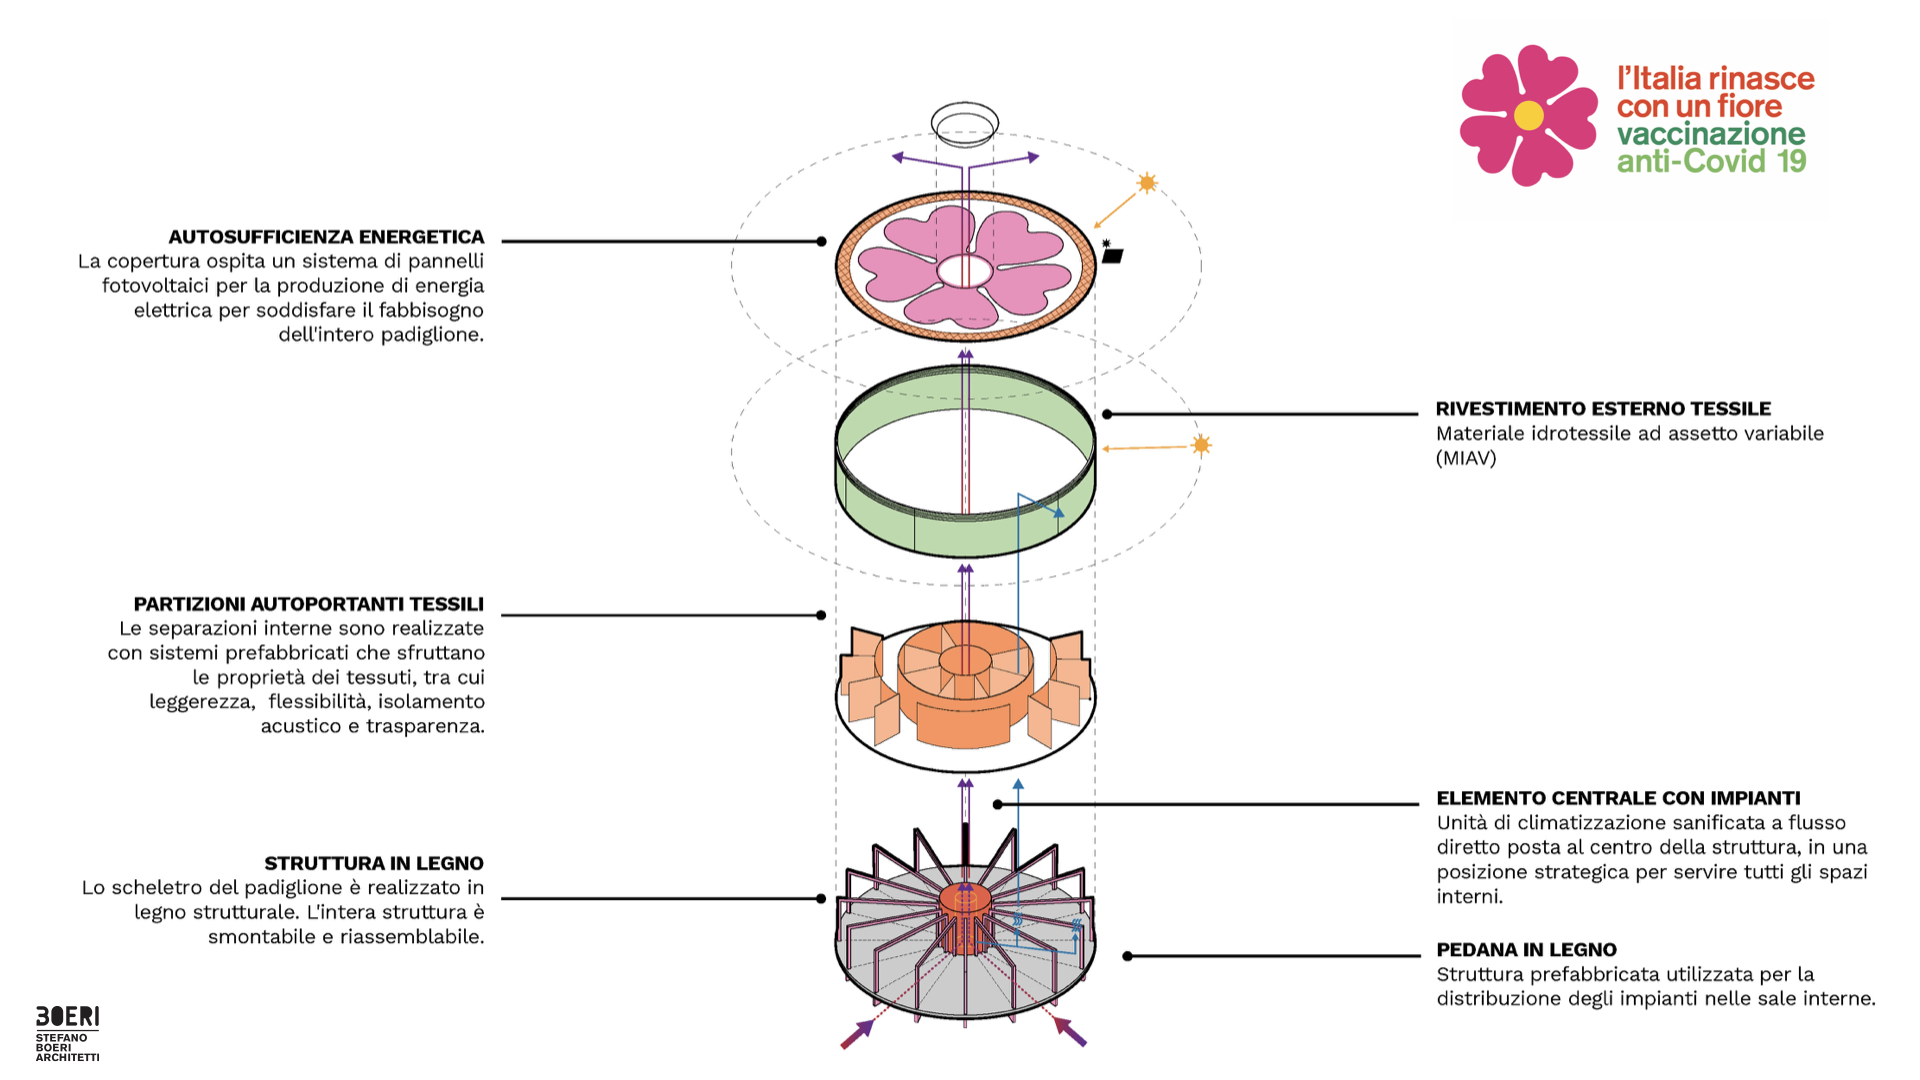 l'Italia rinasce
con un fiore
vaccinazione
anti-Covid 19
AUTOSUFFICIENZA ENERGETICA
La copertura ospita un sistema di pannelli
fotovoltaici per la produzione di energia
elettrica per soddisfare il fabbisogno
dell'intero padiglione.
RIVESTIMENTO ESTERNO TESSILE
Materiale idrotessile ad assetto variabile
(MIAV)
PARTIZIONI AUTOPORTANTI TESSILI
Le separazioni interne sono realizzate
con sistemi prefabbricati che sfruttano
le proprietà dei tessuti, tra cui
leggerezza,  flessibilità, isolamento
acustico e trasparenza.
ELEMENTO CENTRALE CON IMPIANTI
Unità di climatizzazione sanificata a flusso
diretto posta al centro della struttura, in una
posizione strategica per servire tutti gli spazi
interni.
STRUTTURA IN LEGNO
Lo scheletro del padiglione è realizzato in
legno strutturale. L'intera struttura è
smontabile e riassemblabile.
PEDANA IN LEGNO
Struttura prefabbricata utilizzata per la
distribuzione degli impianti nelle sale interne.
BOERI
STEFANO
BOERI
ARCHITETTI